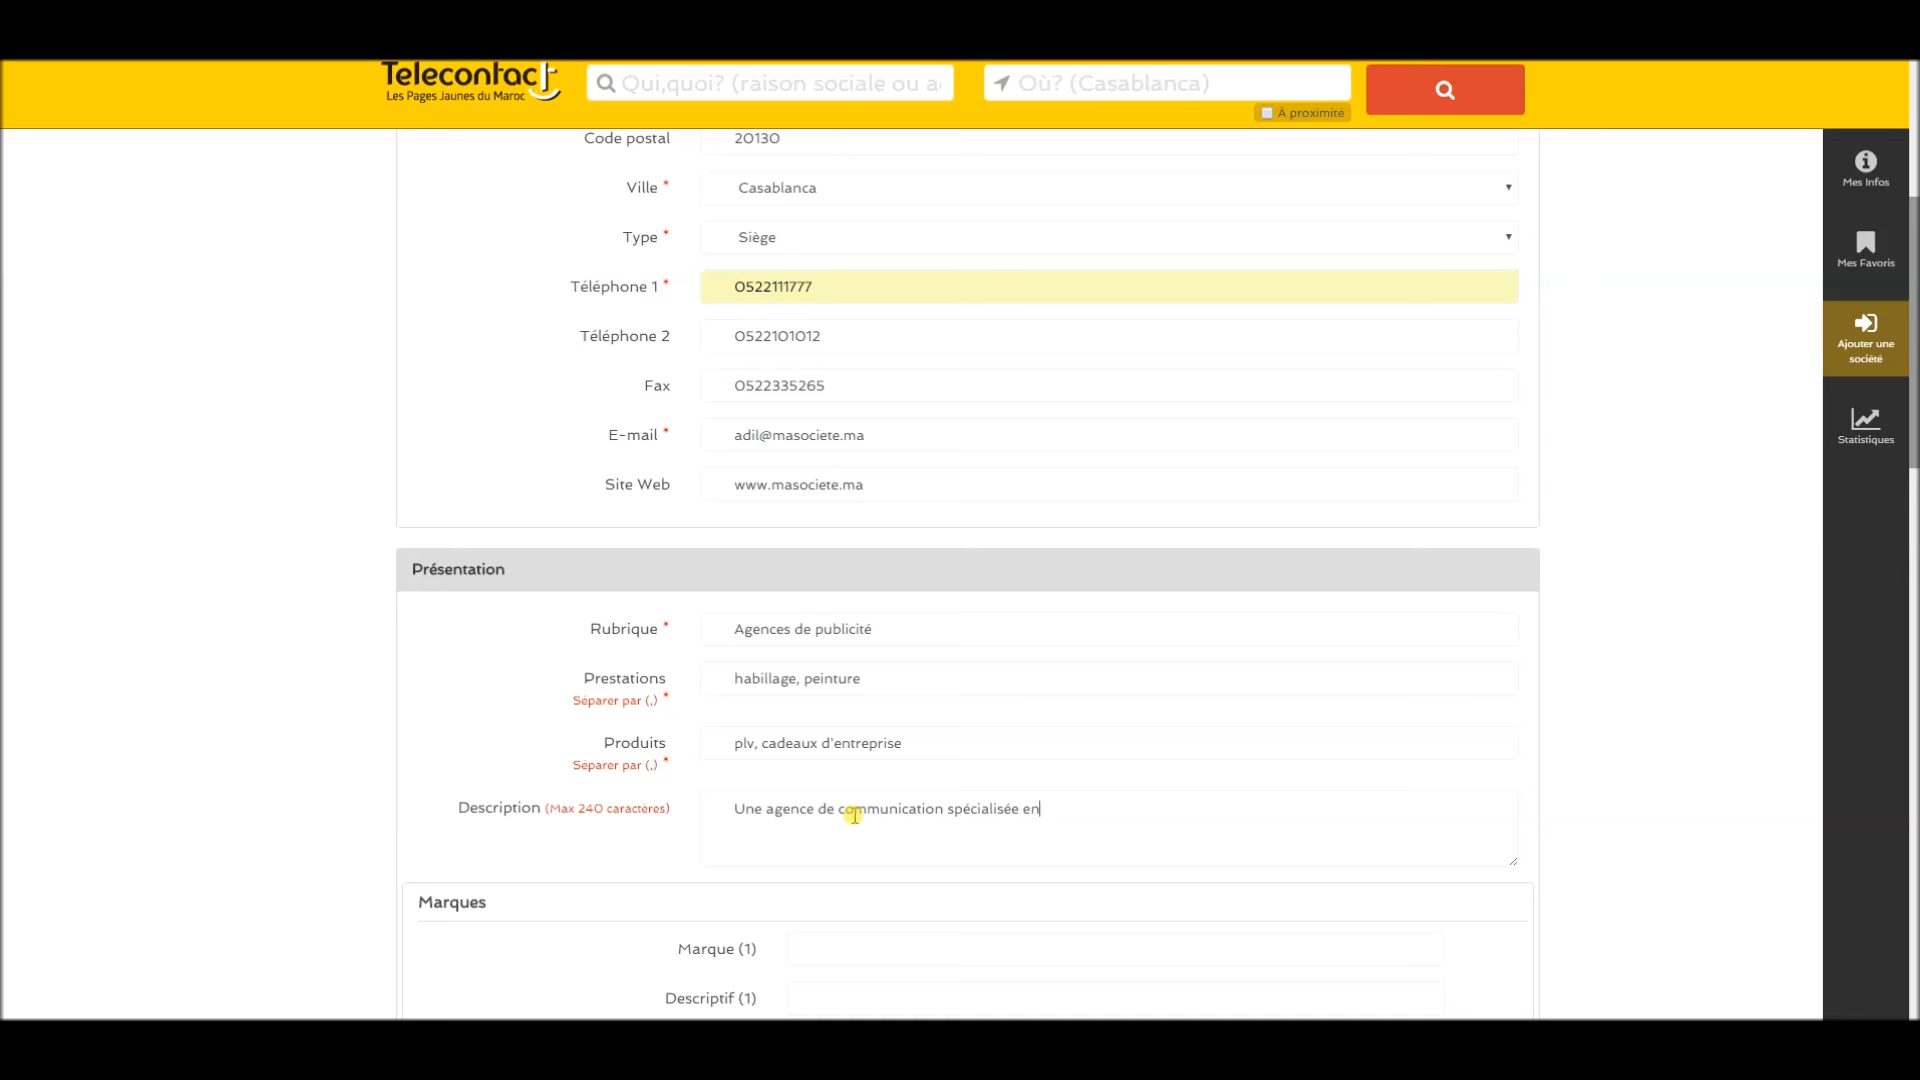 Telecontact
Les Pages Jaunes du Maroc
Qui,quoi? (raison sociale ou a
Où? (Casablanca)
À proximité
Code postal
20130
Ville *
Casablanca
Type *
Siège
Téléphone 1 *
0522111777
Téléphone 2
0522101012
Fax
0522335265
E-mail *
adil@masociete.ma
Site Web
www.masociete.ma
Présentation
Rubrique *
Agences de publicité
Prestations
Séparer par (,) *
habillage, peinture
Produits
Séparer par (,) *
plv, cadeaux d'entreprise
Description (Max 240 caractères)
Une agence de communication spécialisée en
Marques
Marque (1)
Descriptif (1)
Mes Infos
Mes Favoris
Ajouter une
société
Statistiques